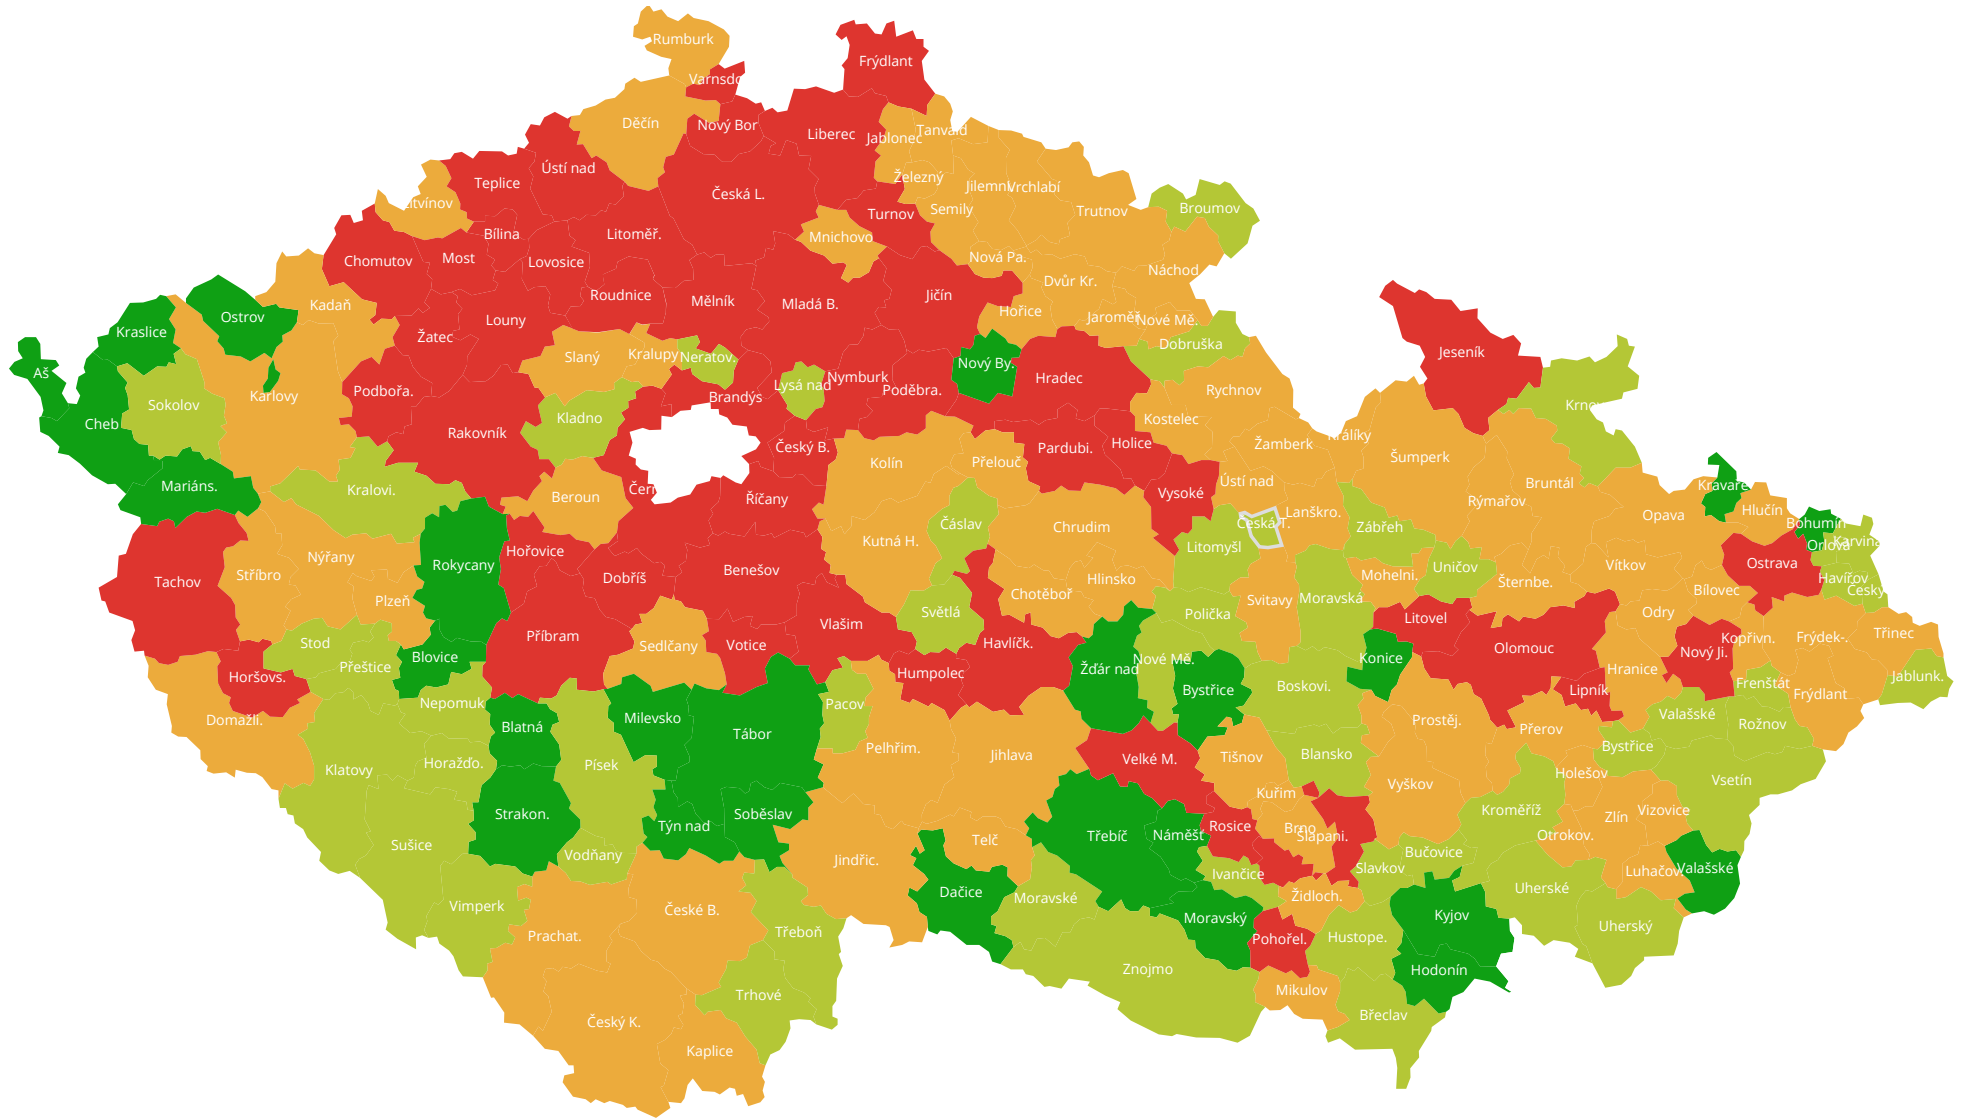 Rumburk
Frýdlant
Varnsdo
Děčín
Nový Bor
Liberec
Jablonec
Tanvald
Ústí nad
Teplice
Česká L.
Železný
Jilemni
Vrchlabí
Litvínov
Turnov
Semily
Trutnov
Broumov
Bílina
Litoměř.
Mnichovo
Chomutov
Most
Lovosice
Nová Pa.
Náchod
Dvůr Kr.
Kadaň
Roudnice
Mělník
Mladá B.
Jičín
Hořice
Jaroměř
Nové Mě.
Ostrov
Kraslice
Louny
Žatec
Slaný
Kralupy
Neratov.
Dobruška
Jeseník
Aš
Nový By.
Hradec
Nymburk
Lysá nad
Poděbra.
Podbořa.
Karlovy
Brandýs
Rychnov
Sokolov
Cheb
Kladno
Kostelec
Krnov
Rakovník
Český B.
Holice
Pardubi.
Žamberk
Králíky
Kolín
Přelouč
Šumperk
Mariáns.
Kralovi.
Beroun
Čern
Říčany
Vysoké
Ústí nad
Bruntál
Rýmařov
Kravaře
Lanškro.
Opava
Hlučín
Čáslav
Chrudim
Česká T.
Zábřeh
Bohumín
Kutná H.
Litomyšl
Orlová
Karviná
Hořovice
Nýřany
Rokycany
Stříbro
Tachov
Dobříš
Benešov
Hlinsko
Chotěboř
Mohelni.
Uničov
Šternbe.
Vítkov
Ostrava
Havířov
Český
Bílovec
Plzeň
Světlá
Polička
Svitavy
Moravská
Litovel
Odry
Vlašim
Příbram
Sedlčany
Votice
Havlíčk.
Stod
Přeštice
Blovice
Humpolec
Žďár nad
Nové Mě.
Konice
Olomouc
Nový Ji.
Kopřivn.
Frýdek-.
Třinec
Horšovs.
Hranice
Jablunk.
Bystřice
Boskovi.
Lipník
Frenštát
Frýdlant
Nepomuk
Pacov
Milevsko
Domažli.
Blatná
Tábor
Prostěj.
Přerov
Valašské
Rožnov
Pelhřim.
Jihlava
Velké M.
Tišnov
Blansko
Bystřice
Klatovy
Horažďo.
Písek
Vyškov
Holešov
Vsetín
Kuřim
Strakon.
Soběslav
Týn nad
Rosice
Brno
Šlapani.
Kroměříž
Zlín
Vizovice
Otrokov.
Třebíč
Náměšť
Sušice
Vodňany
Jindřic.
Telč
Bučovice
Slavkov
Ivančice
Luhačov.
Valašské
Dačice
Moravské
Židloch.
Uherské
Vimperk
České B.
Moravský
Kyjov
Prachat.
Třeboň
Pohořel.
Hustope.
Uherský
Znojmo
Hodonín
Trhové
Mikulov
Český K.
Břeclav
Kaplice